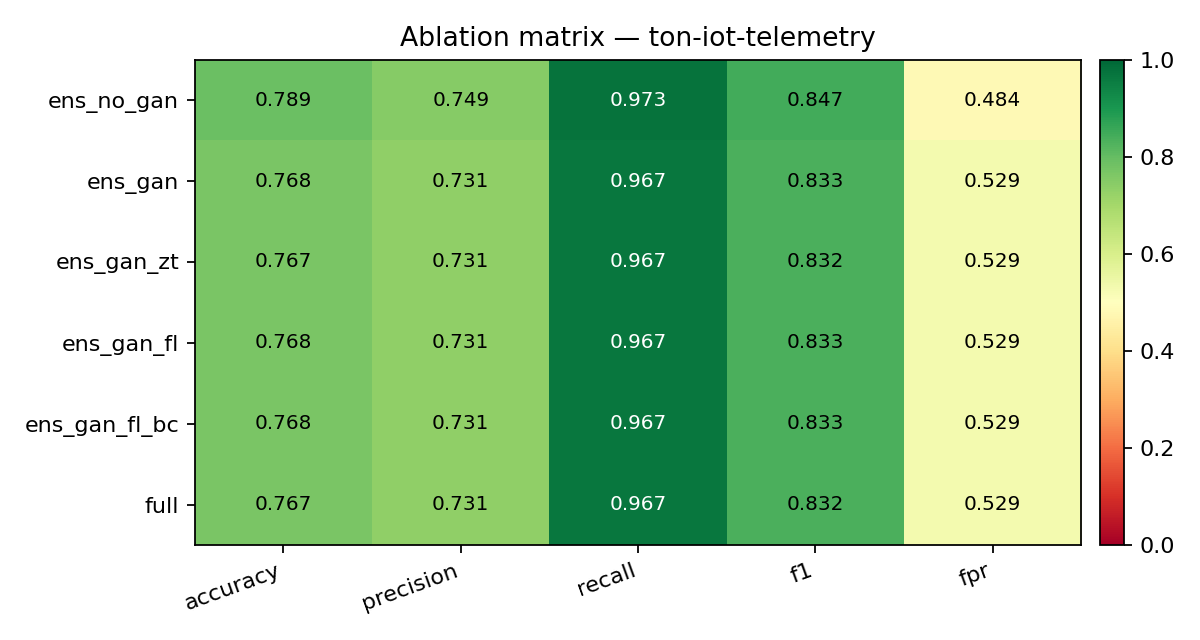 Ablation matrix — ton-iot-telemetry
ens_no_gan 0.789 0.749 0.973 0.847 0.484
ens_gan 0.768 0.731 0.967 0.833 0.529
ens_gan_zt 0.767 0.731 0.967 0.832 0.529
ens_gan_fl 0.768 0.731 0.967 0.833 0.529
ens_gan_fl_bc 0.768 0.731 0.967 0.833 0.529
full 0.767 0.731 0.967 0.832 0.529
accuracy precision recall f1 fpr
1.0
0.8
0.6
0.4
0.2
0.0